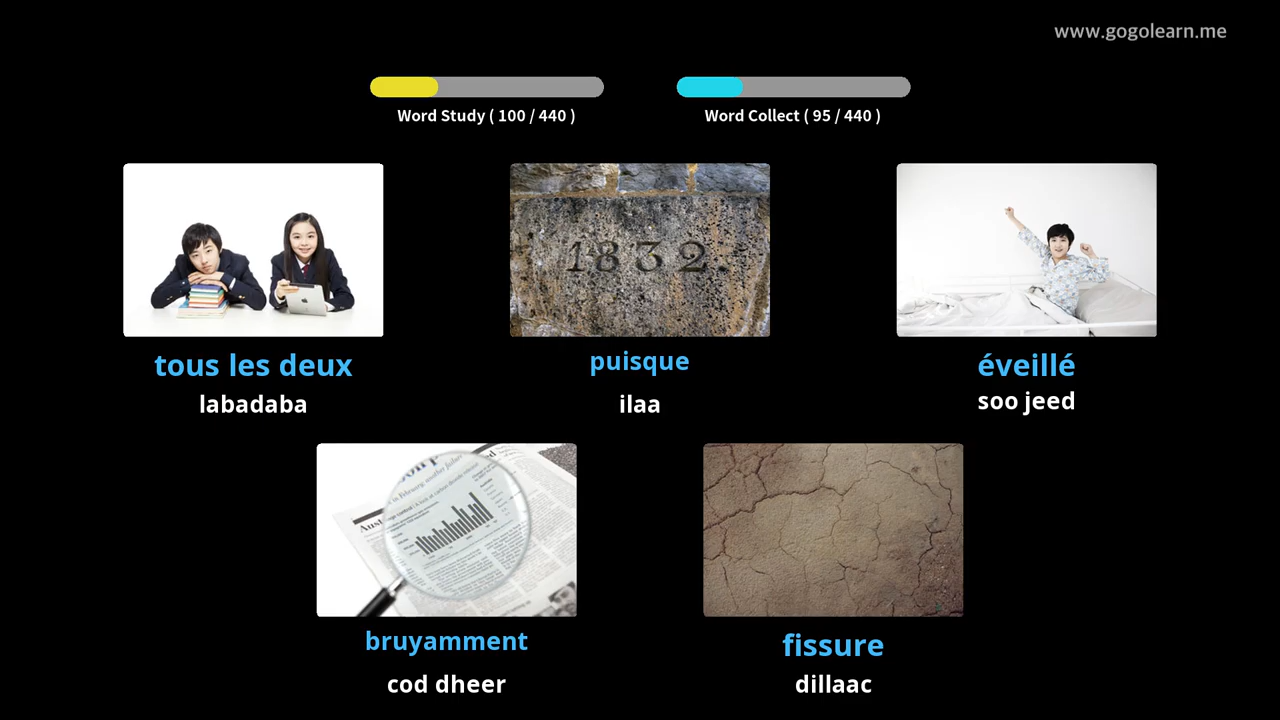 www.gogolearn.me
Word Study ( 100 / 440 )
Word Collect ( 95 / 440 )
1832.
tous les deux
labadaba
puisque
ilaa
éveillé
soo jeed
bruyamment
cod dheer
fissure
dillaac